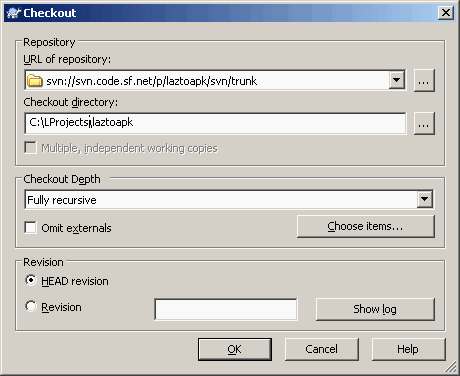 Checkout
Repository
URL of repository:
svn://svn.code.sf.net/p/laztoapk/svn/trunk
...
Checkout directory:
C:\LProjects\laztoapk
...
Multiple, independent working copies
Checkout Depth
Fully recursive
Omit externals
Choose items...
Revision
HEAD revision
Revision
Show log
OK
Cancel
Help